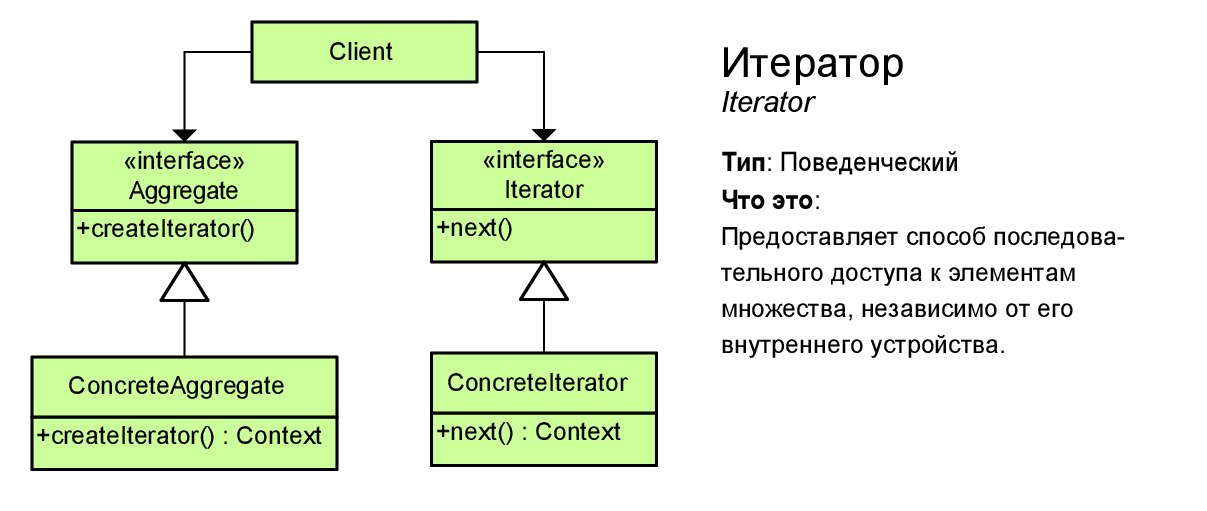 Client
«interface»
Aggregate
+createIterator()
«interface»
Iterator
+next()
ConcreteAggregate
+createIterator() : Context
ConcreteIterator
+next() : Context
Итератор
Iterator
Тип: Поведенческий
Что это:
Предоставляет способ последова-
тельного доступа к элементам
множества, независимо от его
внутреннего устройства.